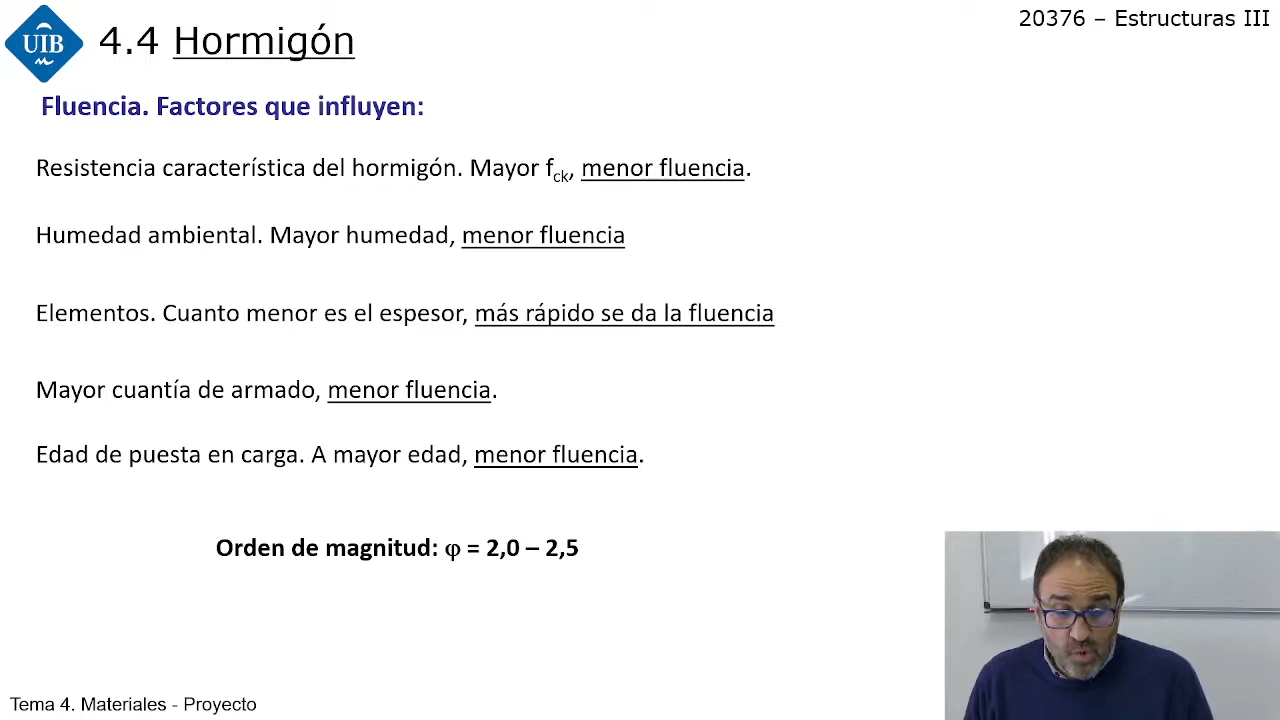 20376 – Estructuras III
UIB
4.4 Hormigón
Fluencia. Factores que influyen:
Resistencia característica del hormigón. Mayor fck, menor fluencia.
Humedad ambiental. Mayor humedad, menor fluencia
Elementos. Cuanto menor es el espesor, más rápido se da la fluencia
Mayor cuantía de armado, menor fluencia.
Edad de puesta en carga. A mayor edad, menor fluencia.
Orden de magnitud: φ = 2,0 – 2,5
Tema 4. Materiales - Proyecto